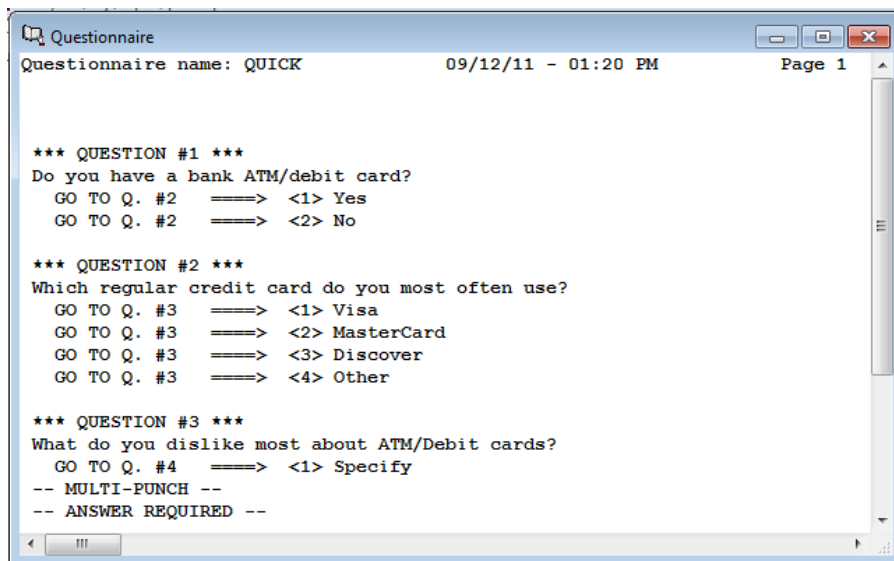 Questionnaire
Questionnaire name: QUICK 09/12/11 - 01:20 PM Page 1
*** QUESTION #1 ***
Do you have a bank ATM/debit card?
GO TO Q. #2 ====> <1> Yes
GO TO Q. #2 ====> <2> No
*** QUESTION #2 ***
Which regular credit card do you most often use?
GO TO Q. #3 ====> <1> Visa
GO TO Q. #3 ====> <2> MasterCard
GO TO Q. #3 ====> <3> Discover
GO TO Q. #3 ====> <4> Other
*** QUESTION #3 ***
What do you dislike most about ATM/Debit cards?
GO TO Q. #4 ====> <1> Specify
-- MULTI-PUNCH --
-- ANSWER REQUIRED --